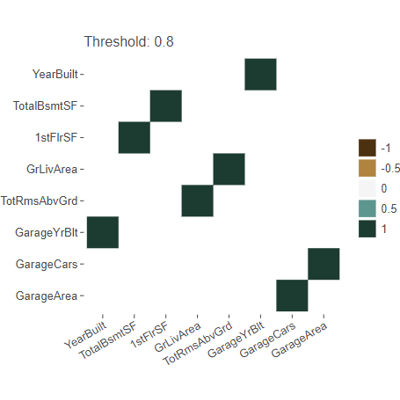 Threshold: 0.8
YearBuilt
TotalBsmtSF
1stFlrSF
GrLivArea
TotRmsAbvGrd
GarageYrBlt
GarageCars
GarageArea
-1
-0.5
0
0.5
1
YearBuilt
TotalBsmtSF
1stFlrSF
GrLivArea
TotRmsAbvGrd
GarageYrBlt
GarageCars
GarageArea